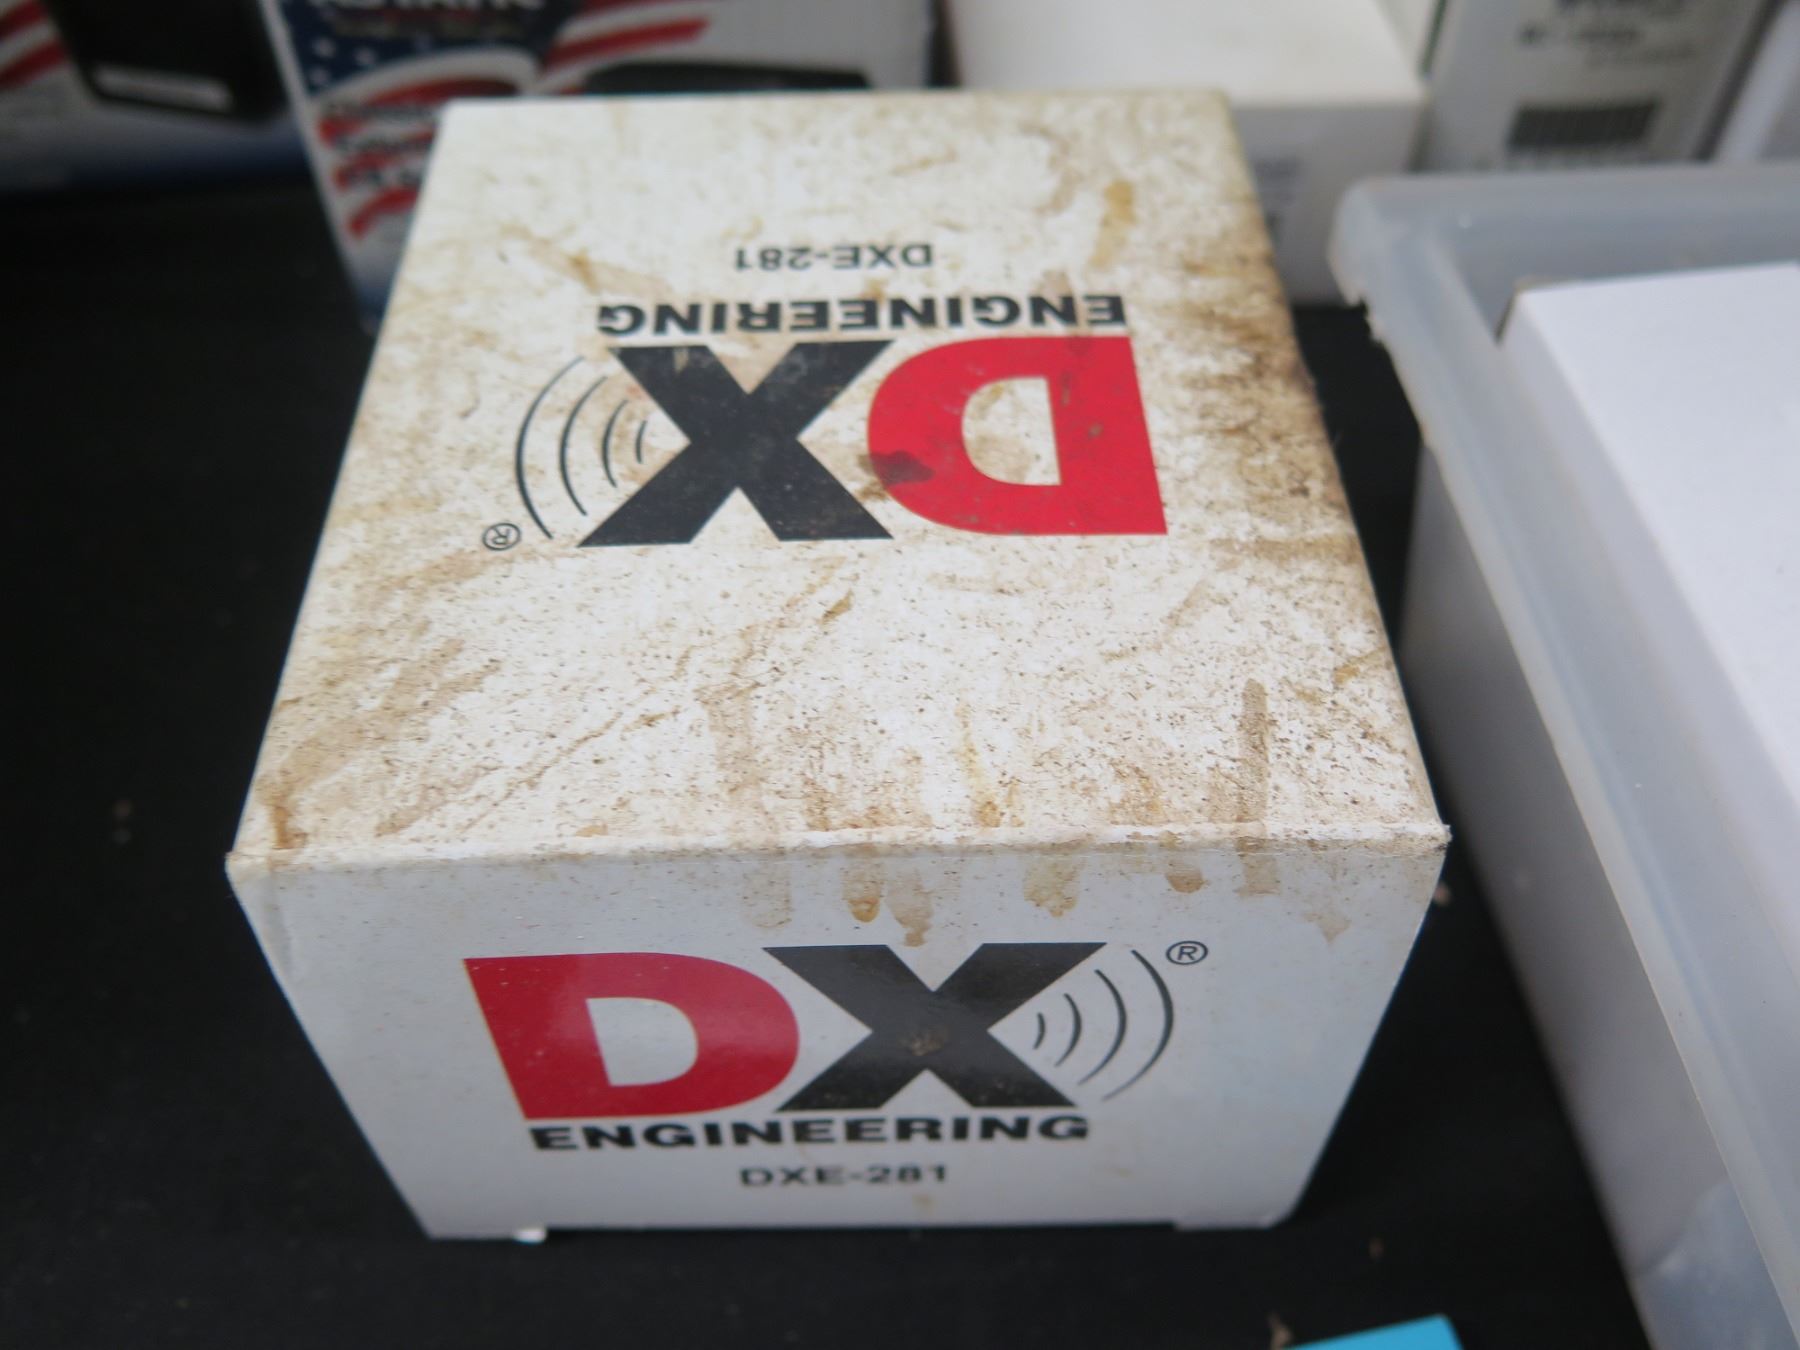 DXE-281
ENGINEERING
DX
®
DX®
ENGINEERING
DXE-281